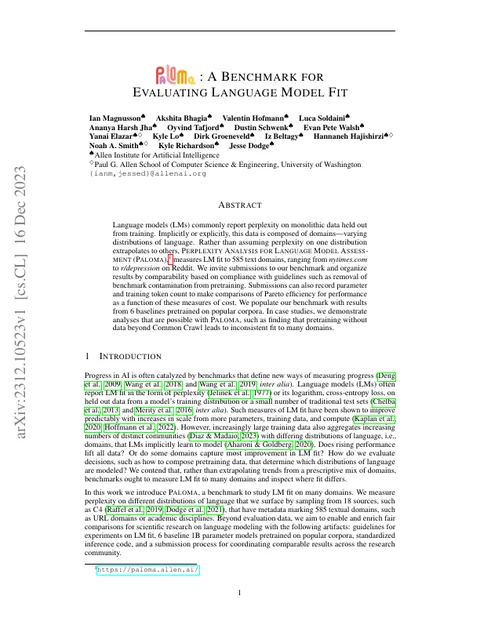 PALOMA : A BENCHMARK FOR
EVALUATING LANGUAGE MODEL FIT
Ian Magnusson♠♢ Akshita Bhagia♠ Valentin Hofmann♠ Luca Soldaini♠
Ananya Harsh Jha♠ Oyvind Tafjord♠ Dustin Schwenk♠ Evan Pete Walsh♠
Yanai Elazar♠♢ Kyle Lo♠ Dirk Groeneveld♠ Iz Beltagy♠ Hannaneh Hajishirzi♠♢
Noah A. Smith♠♢ Kyle Richardson♠ Jesse Dodge♠
♠Allen Institute for Artificial Intelligence
♢Paul G. Allen School of Computer Science & Engineering, University of Washington
{ianm,jessed}@allenai.org
ABSTRACT
Language models (LMs) commonly report perplexity on monolithic data held out
from training. Implicitly or explicitly, this data is composed of domains—varying
distributions of language. Rather than assuming perplexity on one distribution
extrapolates to others, PERPLEXITY ANALYSIS FOR LANGUAGE MODEL ASSESS-
MENT (PALOMA),1 measures LM fit to 585 text domains, ranging from nytimes.com
to r/depression on Reddit. We invite submissions to our benchmark and organize
results by comparability based on compliance with guidelines such as removal of
benchmark contamination from pretraining. Submissions can also record parameter
and training token count to make comparisons of Pareto efficiency for performance
as a function of these measures of cost. We populate our benchmark with results
from 6 baselines pretrained on popular corpora. In case studies, we demonstrate
analyses that are possible with PALOMA, such as finding that pretraining without
data beyond Common Crawl leads to inconsistent fit to many domains.
1 INTRODUCTION
Progress in AI is often catalyzed by benchmarks that define new ways of measuring progress (Deng
et al., 2009, Wang et al., 2018, and Wang et al., 2019, inter alia). Language models (LMs) often
report LM fit in the form of perplexity (Jelinek et al., 1977) or its logarithm, cross-entropy loss, on
held out data from a model's training distribution or a small number of traditional test sets (Chelba
et al., 2013, and Merity et al., 2016, inter alia). Such measures of LM fit have been shown to improve
predictably with increases in scale from more parameters, training data, and compute (Kaplan et al.,
2020; Hoffmann et al., 2022). However, increasingly large training data also aggregates increasing
numbers of distinct communities (Diaz & Madaio, 2023) with differing distributions of language, i.e.,
domains, that LMs implicitly learn to model (Aharoni & Goldberg, 2020). Does rising performance
lift all data? Or do some domains capture most improvement in LM fit? How do we evaluate
decisions, such as how to compose pretraining data, that determine which distributions of language
are modeled? We contend that, rather than extrapolating trends from a prescriptive mix of domains,
benchmarks ought to measure LM fit to many domains and inspect where fit differs.
In this work we introduce PALOMA, a benchmark to study LM fit on many domains. We measure
perplexity on different distributions of language that we surface by sampling from 18 sources, such
as C4 (Raffel et al., 2019; Dodge et al., 2021), that have metadata marking 585 textual domains, such
as URL domains or academic disciplines. Beyond evaluation data, we aim to enable and enrich fair
comparisons for scientific research on language modeling with the following artifacts: guidelines for
experiments on LM fit, 6 baseline 1B parameter models pretrained on popular corpora, standardized
inference code, and a submission process for coordinating comparable results across the research
community.
1https://paloma.allen.ai/
1
arXiv:2312.10523v1 [cs.CL] 16 Dec 2023